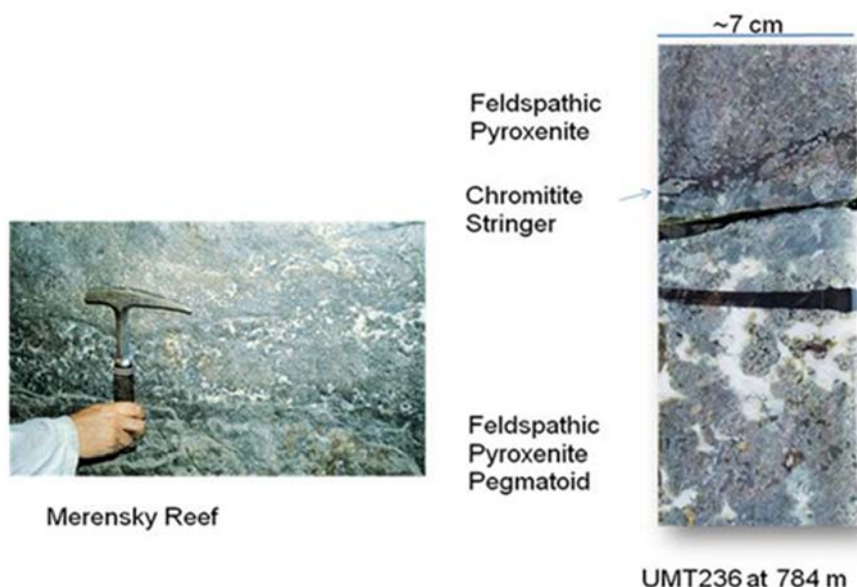 ~7 cm
Feldspathic
Pyroxenite
Chromitite
Stringer
Feldspathic
Pyroxenite
Pegmatoid
Merensky Reef
UMT236 at 784 m